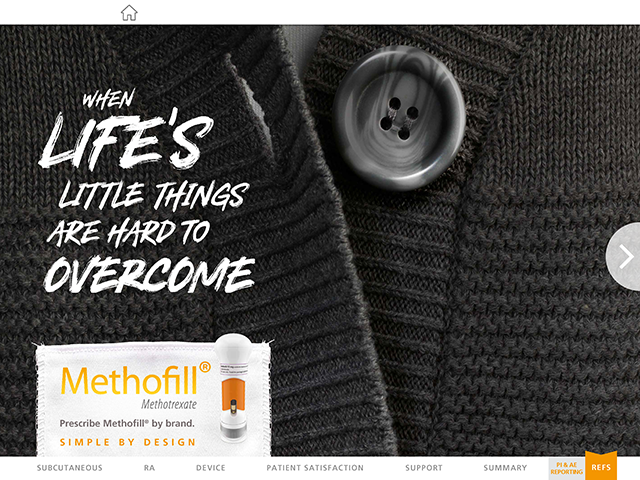 WHEN
LIFE'S
LITTLE THINGS
ARE HARD TO
OVERCOME
Methofill®
Methotrexate
Prescribe Methofill® by brand.
SIMPLE BY DESIGN
SUBCUTANEOUS RA DEVICE PATIENT SATISFACTION SUPPORT SUMMARY PI & AE REPORTING REFS